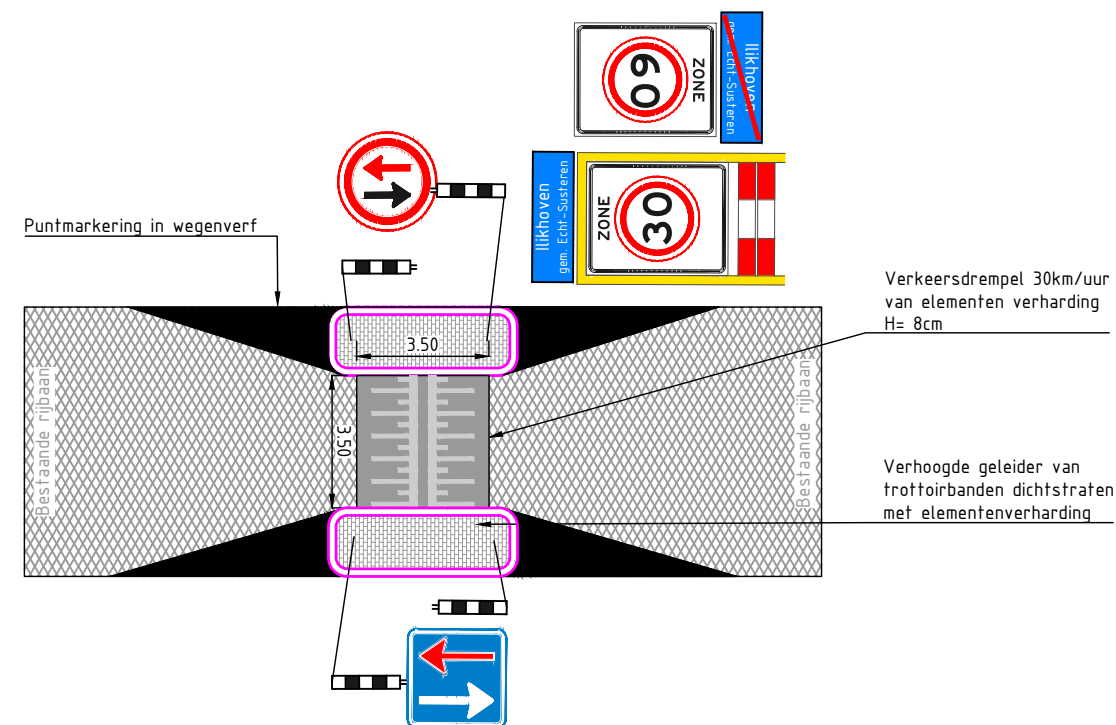 Ilikhoven
gem. Echt-Susteren
ZONE
60
Ilikhoven
gem. Echt-Susteren
ZONE
30
Puntmarkering in wegenverf
Verkeersdrempel 30km/uur
van elementen verharding
H= 8cm
3.50
3.50
Bestaande rijbaan
Bestaande rijbaan
Verhoogde geleider van
trottoirbanden dichtstraten
met elementenverharding